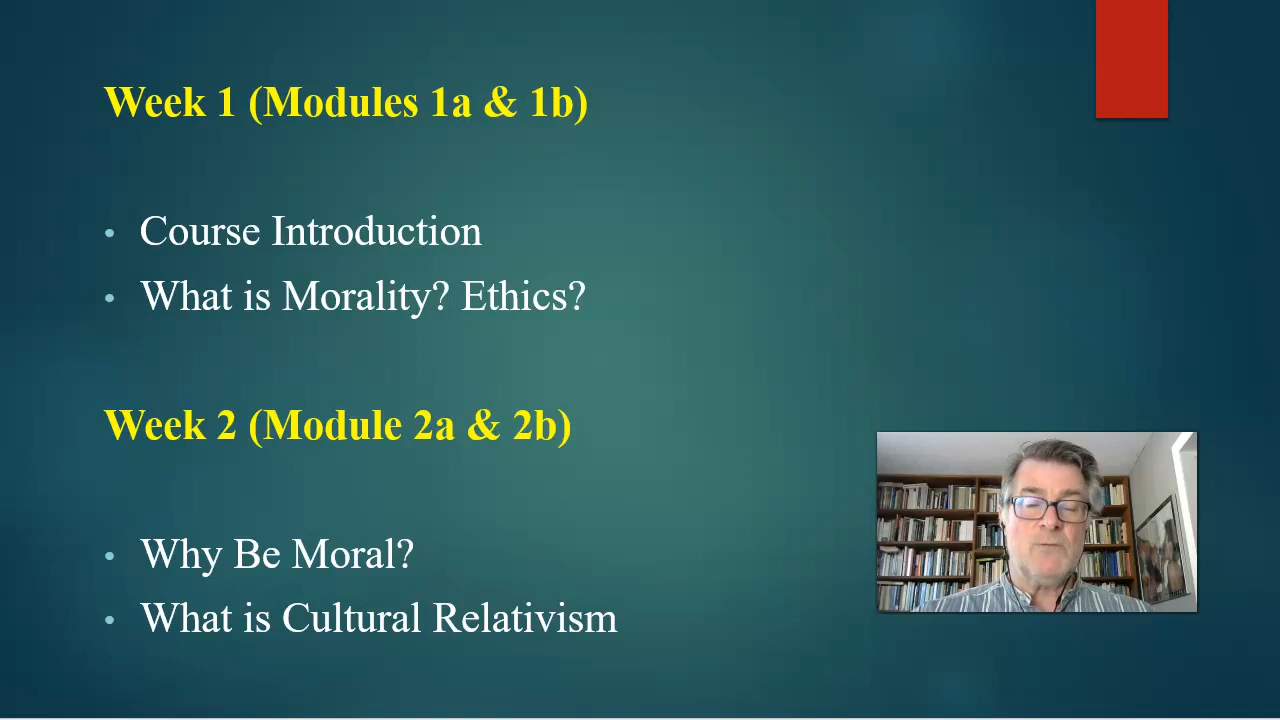 Week 1 (Modules 1a & 1b)
• Course Introduction
• What is Morality? Ethics?
Week 2 (Module 2a & 2b)
• Why Be Moral?
• What is Cultural Relativism